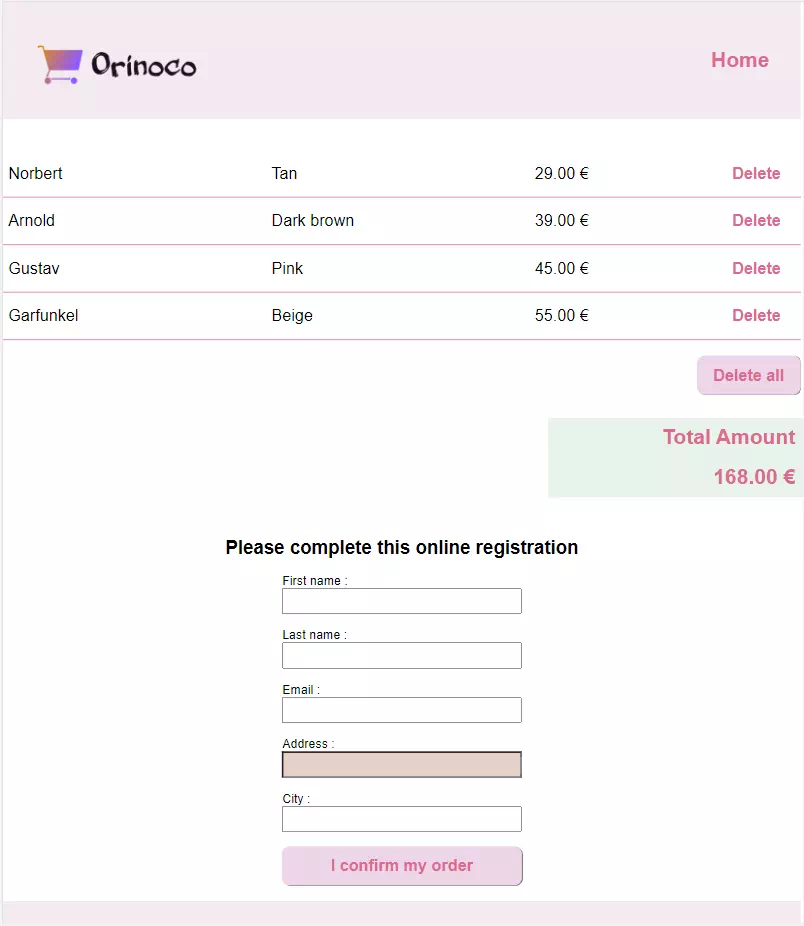 Orinoco Home
Norbert Tan 29.00 € Delete
Arnold Dark brown 39.00 € Delete
Gustav Pink 45.00 € Delete
Garfunkel Beige 55.00 € Delete
Delete all
Total Amount
168.00 €
Please complete this online registration
First name :
Last name :
Email :
Address :
City :
I confirm my order